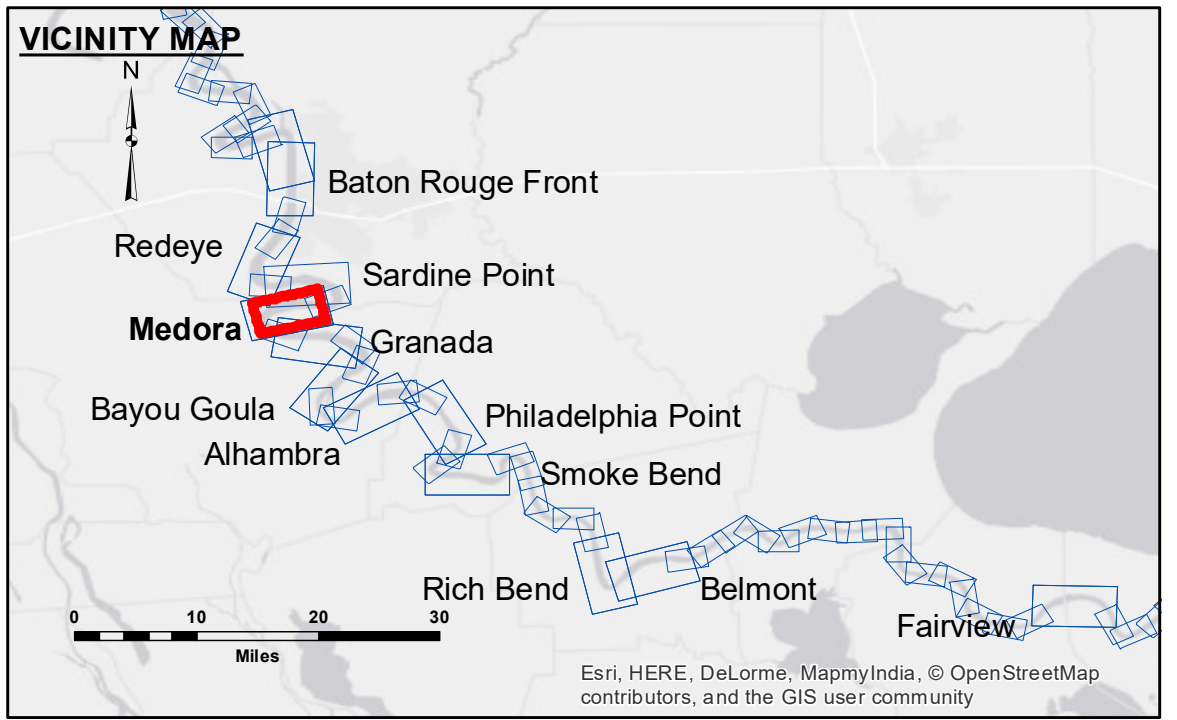 VICINITY MAP
N
Baton Rouge Front
Redeye
Sardine Point
Medora
Granada
Bayou Goula
Philadelphia Point
Alhambra
Smoke Bend
Rich Bend
Belmont
Fairview
0 10 20 30
Miles
Esri, HERE, DeLorme, MapmyIndia, © OpenStreetMap
contributors, and the GIS user community